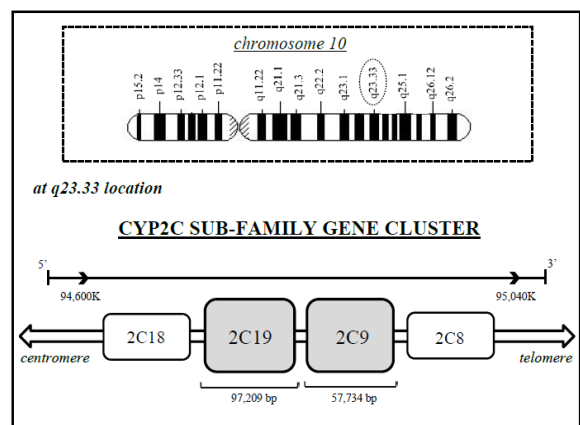 chromosome 10
p15.2 p14 p12.33 p12.1 p11.22 q11.22 q21.1 q21.3 q22.2 q23.1 q23.33 q25.1 q26.12 q26.2
at q23.33 location
CYP2C SUB-FAMILY GENE CLUSTER
5’ 3’
94,600K 95,040K
2C18 2C19 2C9 2C8
centromere telomere
97,209 bp 57,734 bp